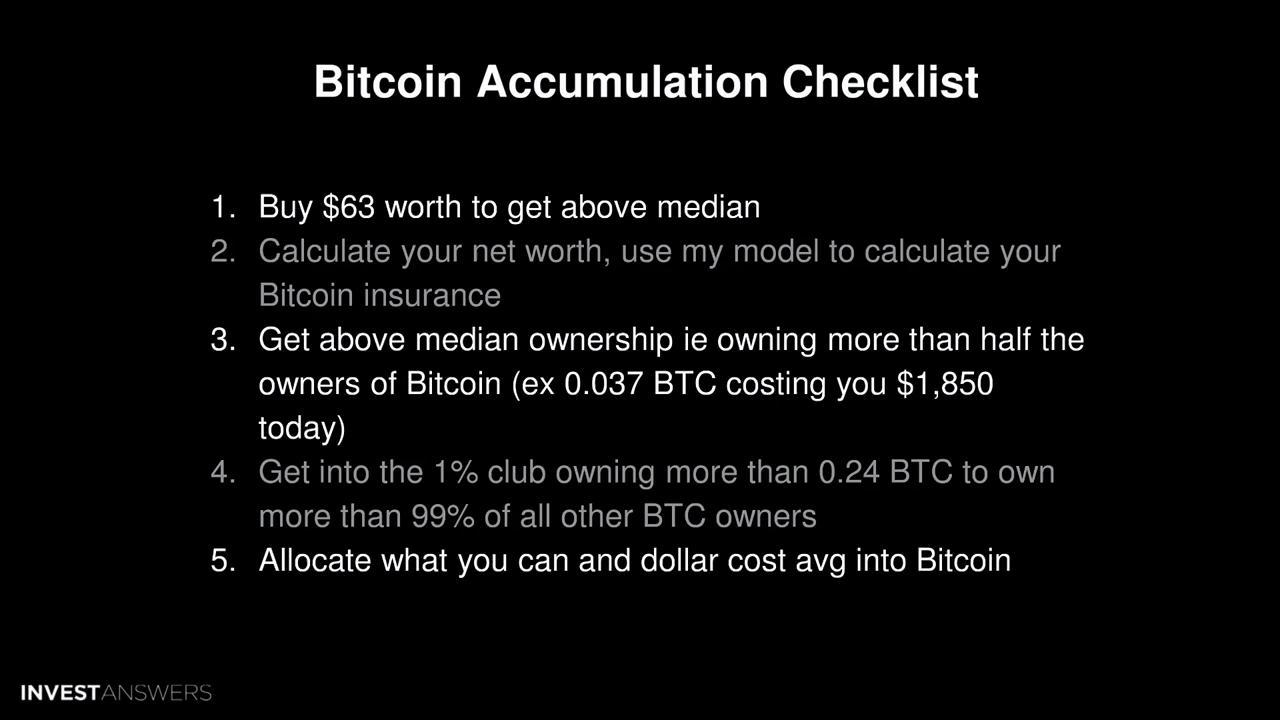 Bitcoin Accumulation Checklist
1. Buy $63 worth to get above median
2. Calculate your net worth, use my model to calculate your
Bitcoin insurance
3. Get above median ownership ie owning more than half the
owners of Bitcoin (ex 0.037 BTC costing you $1,850
today)
4. Get into the 1% club owning more than 0.24 BTC to own
more than 99% of all other BTC owners
5. Allocate what you can and dollar cost avg into Bitcoin
INVESTANSWERS